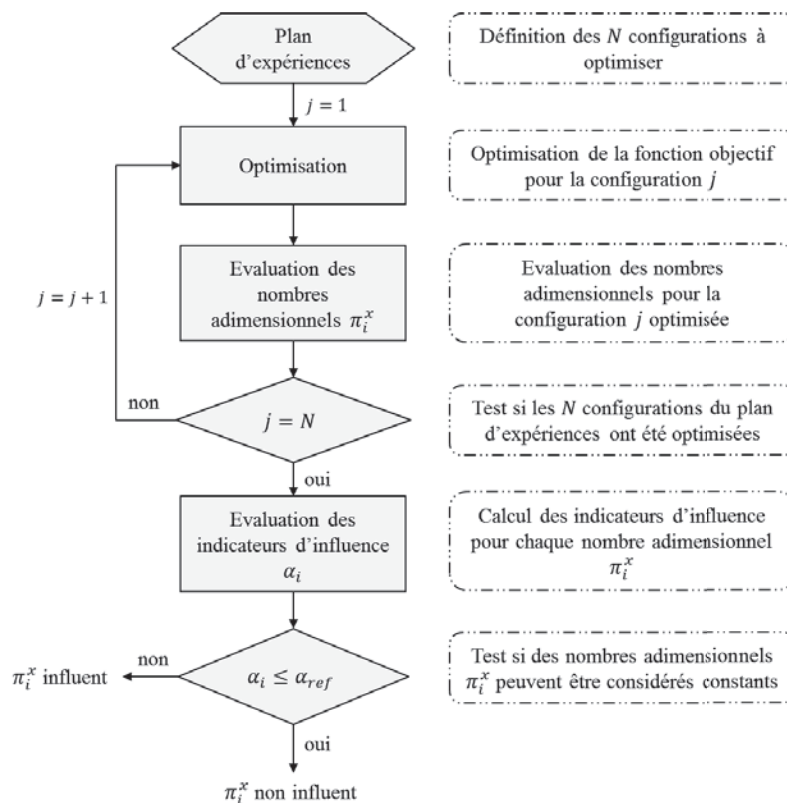 Plan
d’expériences
Définition des N configurations à
optimiser
j = 1
Optimisation
Optimisation de la fonction objectif
pour la configuration j
j = j + 1
Evaluation des
nombres
adimensionnels π_i^x
Evaluation des nombres
adimensionnels pour la
configuration j optimisée
non
j = N
Test si les N configurations du plan
d’expériences ont été optimisées
oui
Evaluation des
indicateurs d’influence
α_i
Calcul des indicateurs d’influence
pour chaque nombre adimensionnel
π_i^x
non
π_i^x influent
α_i ≤ α_ref
Test si des nombres adimensionnels
π_i^x peuvent être considérés constants
oui
π_i^x non influent